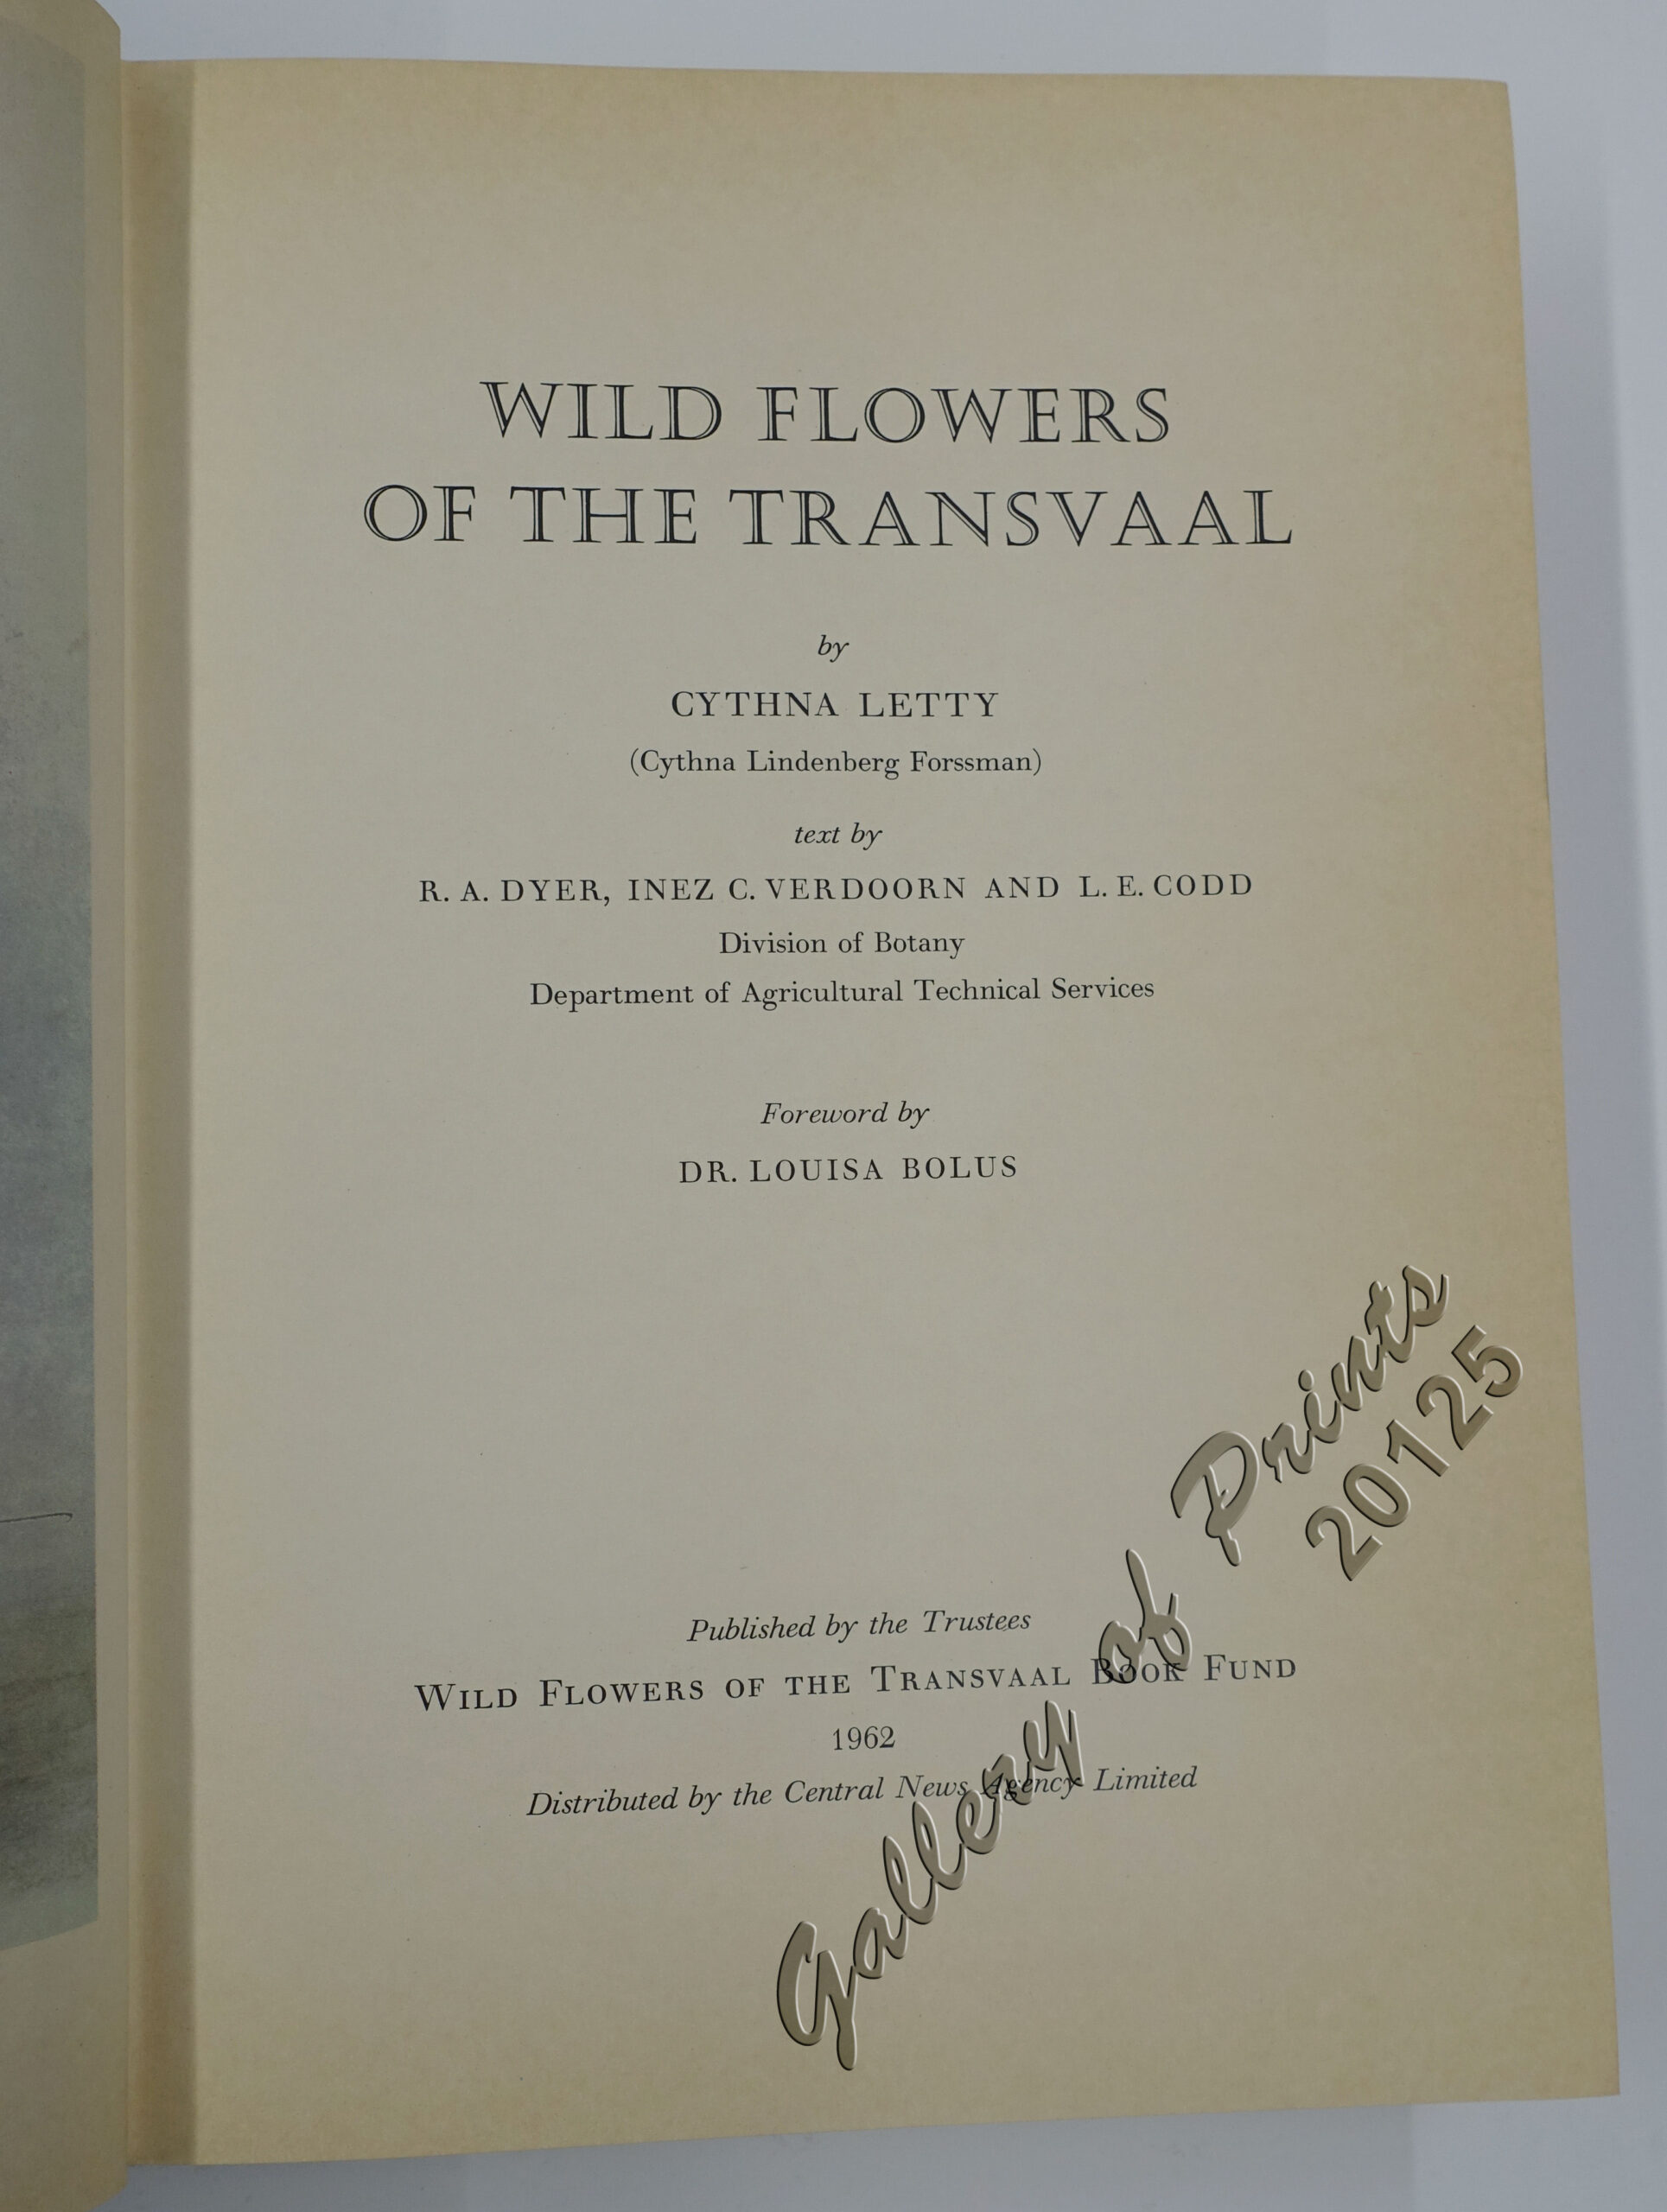 WILD FLOWERS
OF THE TRANSVAAL
by
CYTHNA LETTY
(Cythna Lindenberg Forssman)
text by
R. A. DYER, INEZ C. VERDOORN AND L. E. CODD
Division of Botany
Department of Agricultural Technical Services
Foreword by
DR. LOUISA BOLUS
Published by the Trustees
WILD FLOWERS OF THE TRANSVAAL BOOK FUND
1962
Distributed by the Central News Agency Limited
Gallery of Prints
20125